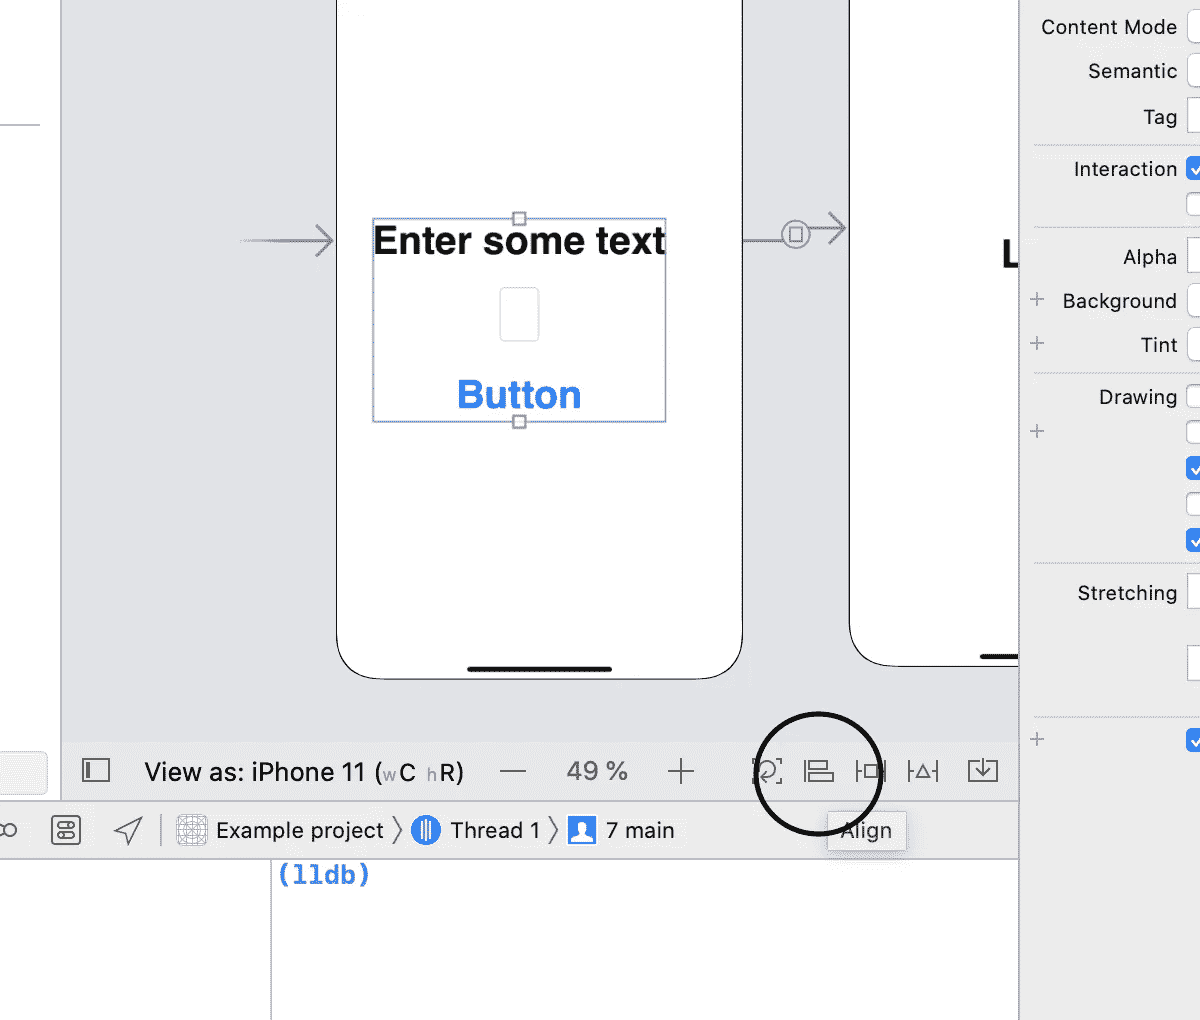 Content Mode
Semantic
Tag
Interaction
Alpha
Background
Tint
Drawing
Stretching
Enter some text
Button
L
View as: iPhone 11 (wC hR)
49 %
Align
Example project
Thread 1
7 main
(lldb)